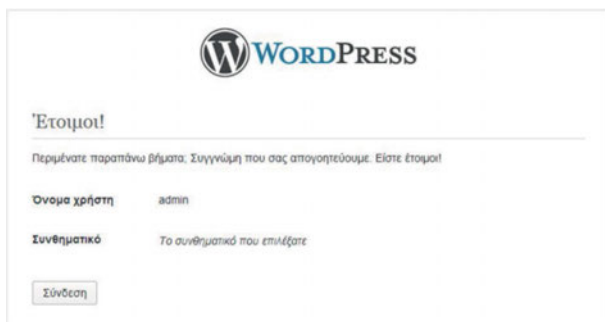 WORDPRESS
Έτοιμοι!
Περιμένατε παραπάνω βήματα; Συγγνώμη που σας απογοητεύουμε. Είστε έτοιμοι!
Όνομα χρήστη admin
Συνθηματικό Το συνθηματικό που επιλέξατε
Σύνδεση